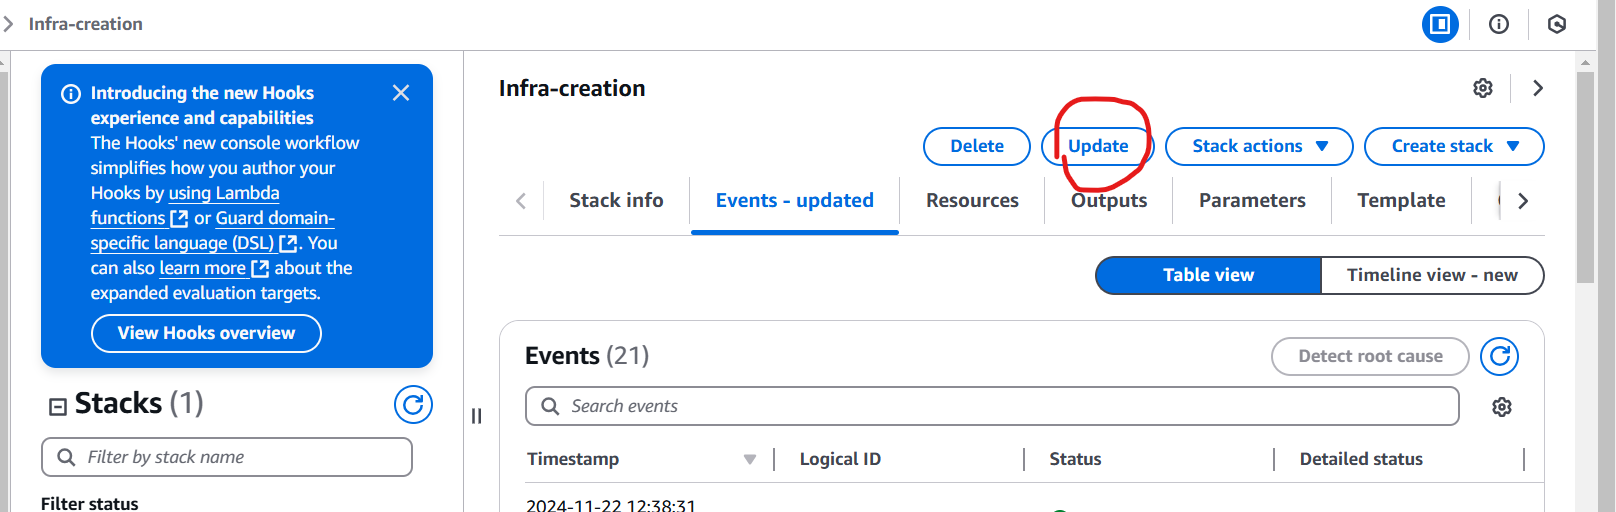 Infra-creation
Introducing the new Hooks
experience and capabilities
The Hooks' new console workflow
simplifies how you author your
Hooks by using Lambda
functions or Guard domain-
specific language (DSL). You
can also learn more about the
expanded evaluation targets.
View Hooks overview
Stacks (1)
Filter by stack name
Filter status
Infra-creation
Delete Update Stack actions Create stack
Stack info Events - updated Resources Outputs Parameters Template
Table view Timeline view - new
Events (21) Detect root cause
Search events
Timestamp Logical ID Status Detailed status
2024-11-22 12:38:31